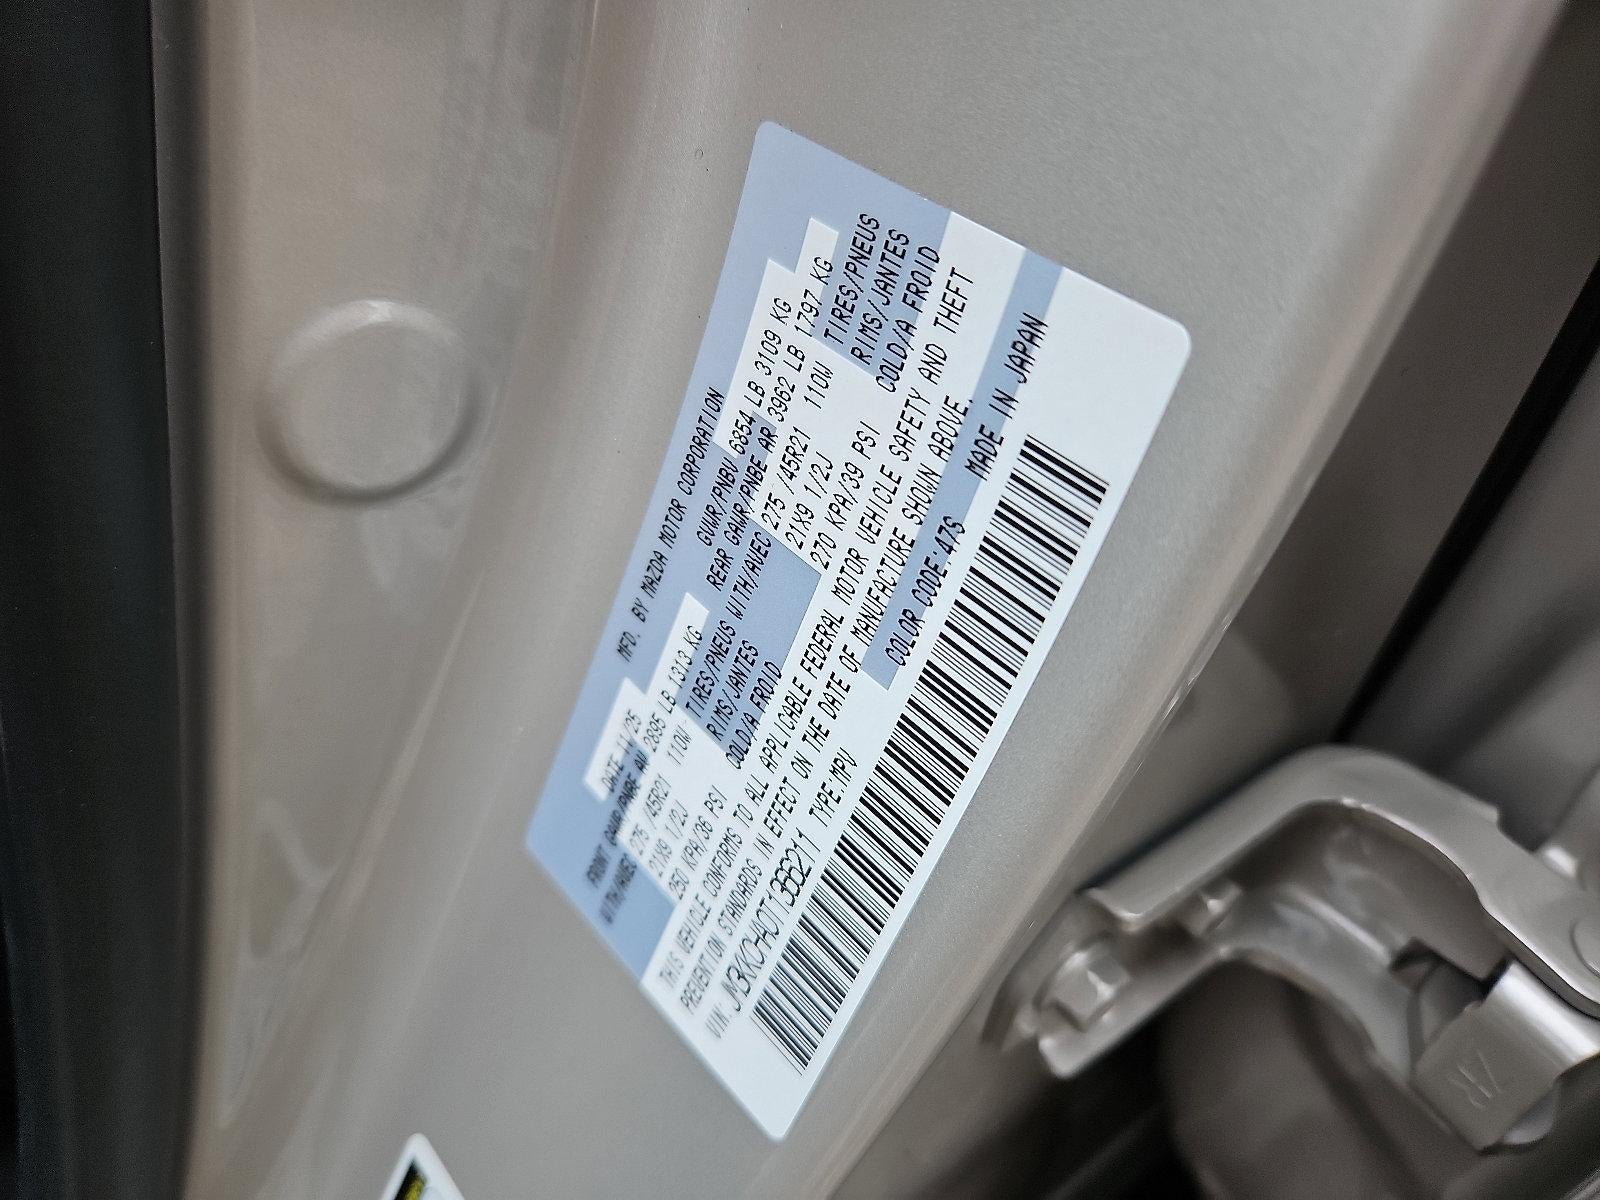 MFD. BY MAZDA MOTOR CORPORATION
DATE
GVWR/PNBV 6854 LB 3109 KG
FRONT GAWR/PNBE AV 2895 LB 1313 KG
REAR GAWR/PNBE AR 3962 LB 1797 KG
WITH/AVEC 275 /45R21 110W TIRES/PNEUS
WITH/AVEC 275 /45R21 110W TIRES/PNEUS
21X9 1/2J RIMS/JANTES
21X9 1/2J RIMS/JANTES
250 KPA/36 PSI COLD/A FROID
270 KPA/39 PSI COLD/A FROID
THIS VEHICLE CONFORMS TO ALL APPLICABLE FEDERAL MOTOR VEHICLE SAFETY AND THEFT
PREVENTION STANDARDS IN EFFECT ON THE DATE OF MANUFACTURE SHOWN ABOVE.
VIN: TYPE:MPV COLOR CODE:47S MADE IN JAPAN